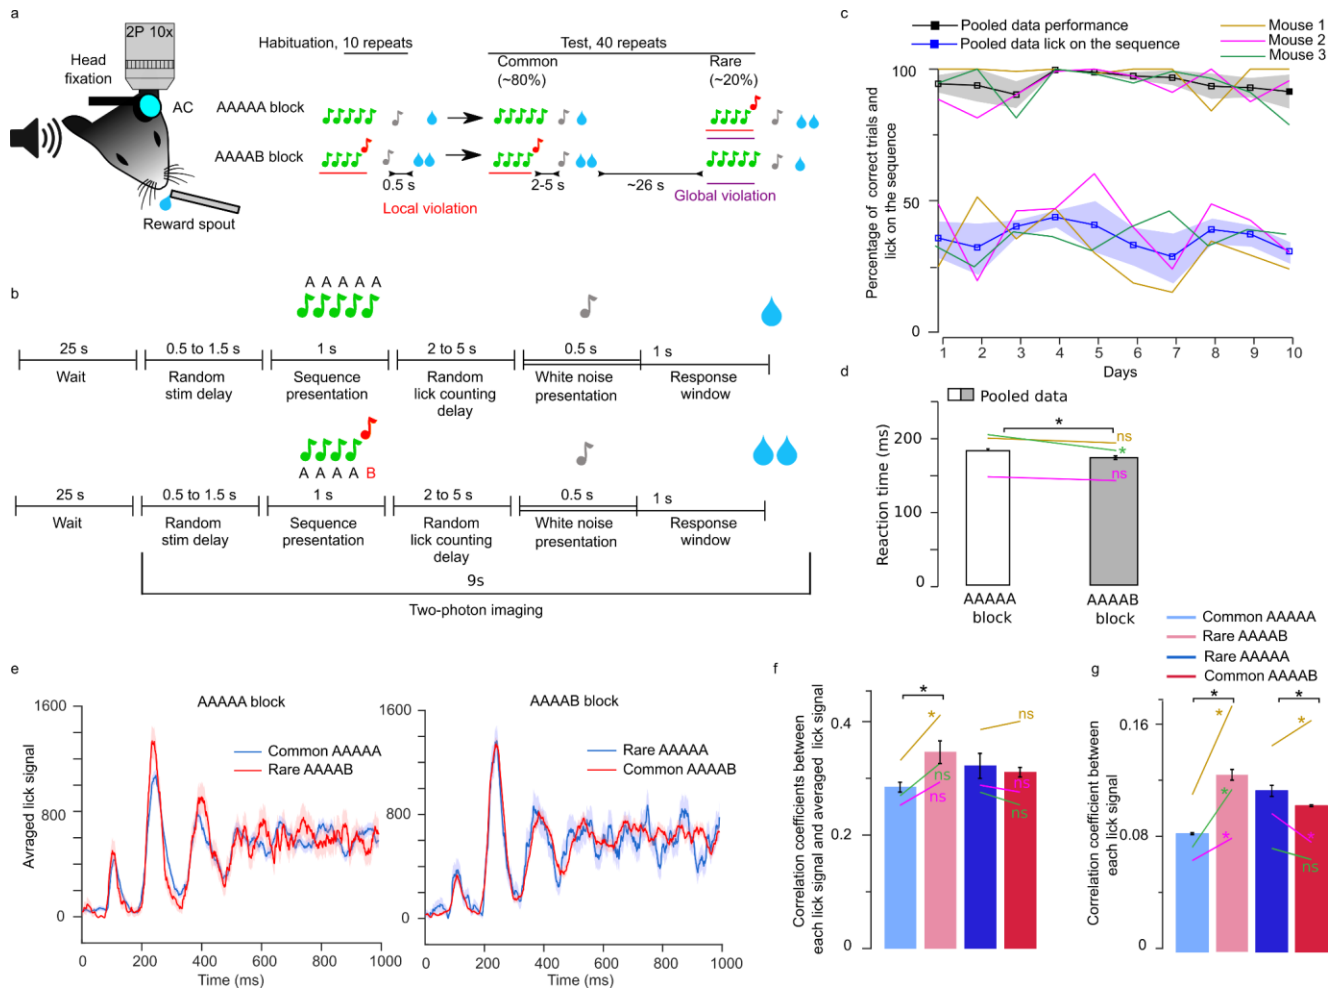 a
2P 10x
Head
fixation
AC
Reward spout
Habituation, 10 repeats
Test, 40 repeats
Common
(~80%)
Rare
(~20%)
AAAAA block
AAAAB block
0.5 s
2-5 s
~26 s
Local violation
Global violation
b
A A A A A
25 s
0.5 to 1.5 s
1 s
2 to 5 s
0.5 s
1 s
Wait
Random
stim delay
Sequence
presentation
Random
lick counting
delay
White noise
presentation
Response
window
A A A A B
25 s
0.5 to 1.5 s
1 s
2 to 5 s
0.5 s
1 s
Wait
Random
stim delay
Sequence
presentation
Random
lick counting
delay
White noise
presentation
Response
window
9s
Two-photon imaging
c
Pooled data performance
Pooled data lick on the sequence
Mouse 1
Mouse 2
Mouse 3
Percentage of correct trials and
lick on the sequence
100
50
0
1 2 3 4 5 6 7 8 9 10
Days
d
Pooled data
*
ns
*
ns
Reaction time (ms)
200
100
0
AAAAA
block
AAAAB
block
e
AAAAA block
Common AAAAA
Rare AAAAB
Avraged lick signal
1600
800
0
0 200 400 600 800 1000
Time (ms)
AAAAB block
Rare AAAAA
Common AAAAB
1600
800
0
0 200 400 600 800 1000
Time (ms)
Common AAAAA
Rare AAAAB
Rare AAAAA
Common AAAAB
f
Correlation coefficients between
each lick signal and averaged lick signal
0.4
0.2
0
*
*
ns
ns
ns
ns
ns
g
Correlation coefficient between
each lick signal
0.16
0.08
0
*
*
*
*
*
*
*
ns